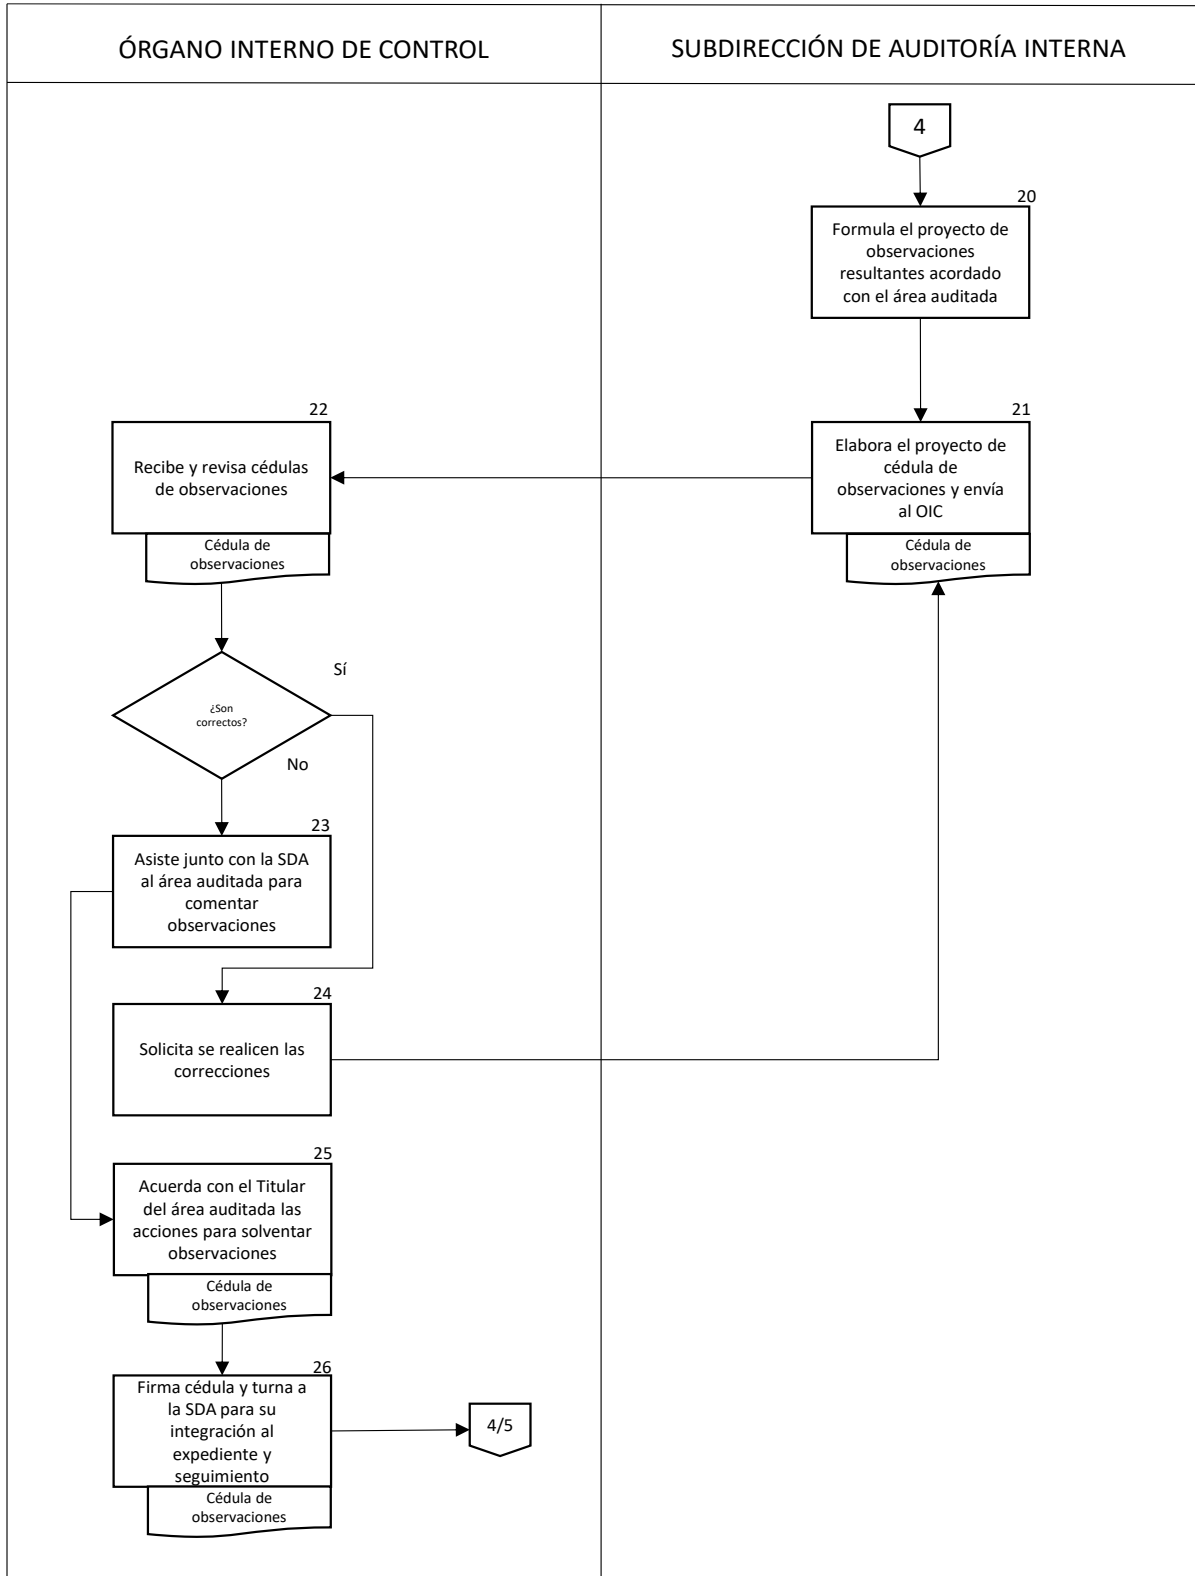 ÓRGANO INTERNO DE CONTROL
SUBDIRECCIÓN DE AUDITORÍA INTERNA
4
20
Formula el proyecto de
observaciones
resultantes acordado
con el área auditada
21
Elabora el proyecto de
cédula de
observaciones y envía
al OIC
Cédula de
observaciones
22
Recibe y revisa cédulas
de observaciones
Cédula de
observaciones
¿Son
correctos?
Sí
No
23
Asiste junto con la SDA
al área auditada para
comentar
observaciones
24
Solicita se realicen las
correcciones
25
Acuerda con el Titular
del área auditada las
acciones para solventar
observaciones
Cédula de
observaciones
26
Firma cédula y turna a
la SDA para su
integración al
expediente y
seguimiento
Cédula de
observaciones
4/5